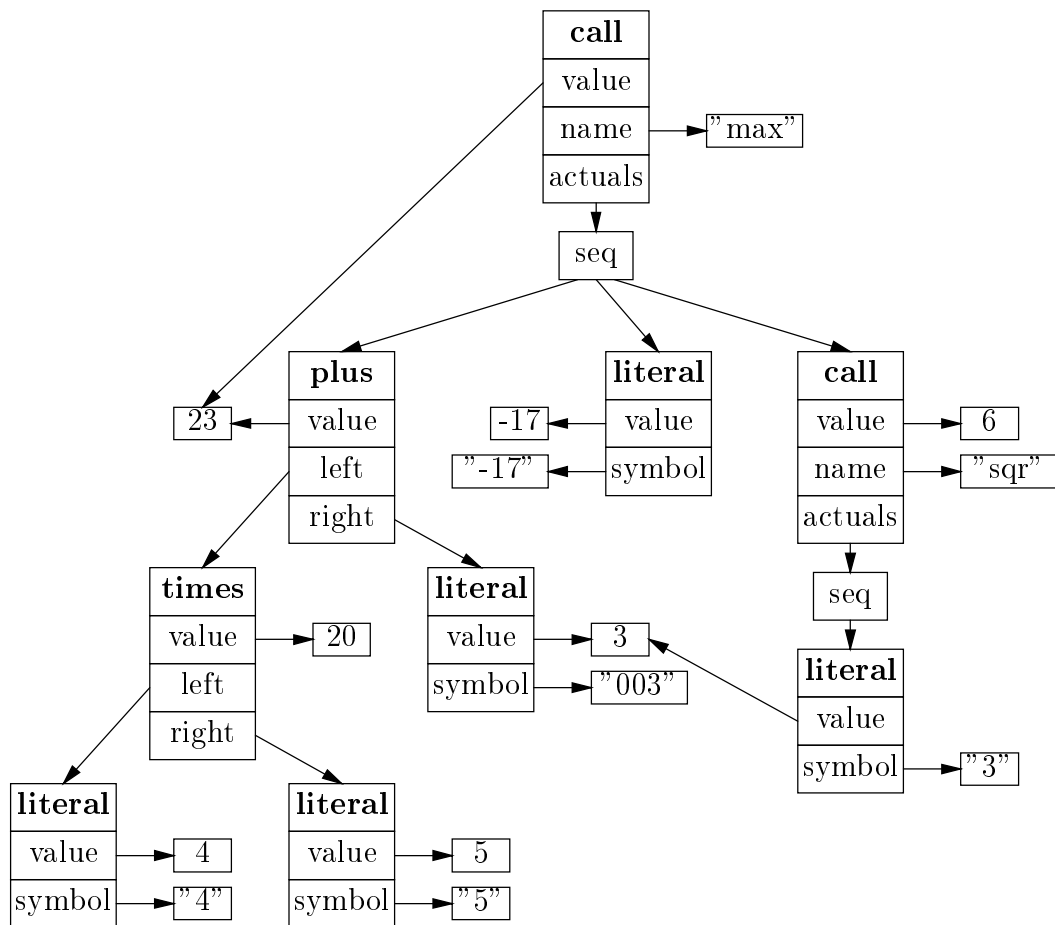 call
value
name
"max"
actuals
seq
plus
literal
call
23
value
-17
value
value
6
left
"-17"
symbol
name
"sqr"
right
actuals
times
literal
seq
value
20
value
3
left
symbol
"003"
literal
right
value
symbol
"3"
literal
literal
value
4
value
5
symbol
"4"
symbol
"5"